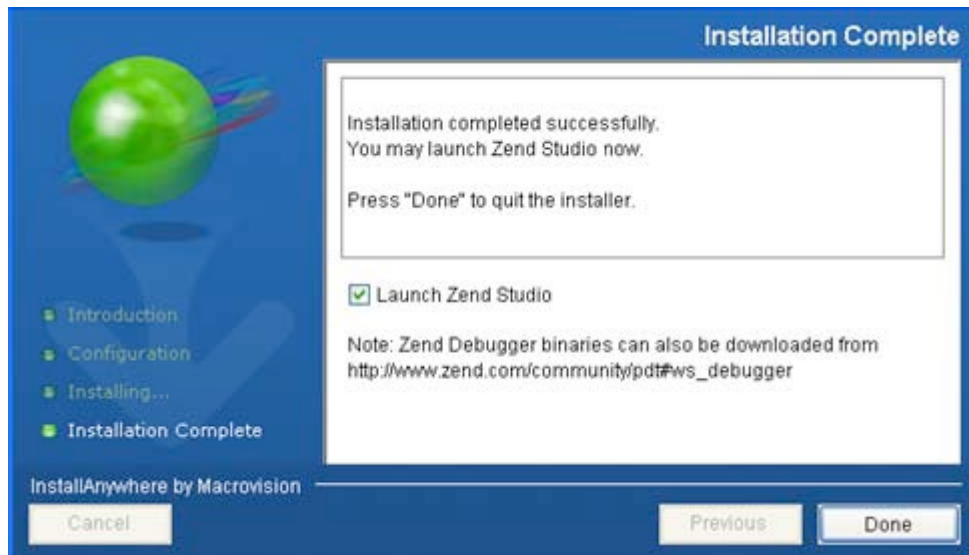 Installation Complete
Installation completed successfully.
You may launch Zend Studio now.
Press "Done" to quit the installer.
Launch Zend Studio
Note: Zend Debugger binaries can also be downloaded from
http://www.zend.com/community/pdt#ws_debugger
Introduction
Configuration
Installing...
Installation Complete
InstallAnywhere by Macrovision
Cancel
Previous
Done